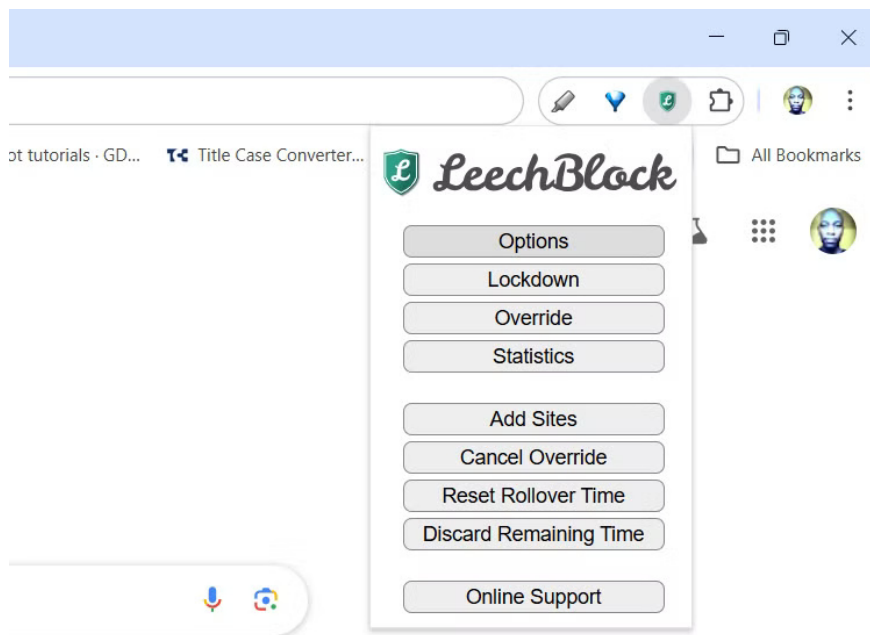 ot tutorials · GD...
Title Case Converter...
All Bookmarks
LeechBlock
Options
Lockdown
Override
Statistics
Add Sites
Cancel Override
Reset Rollover Time
Discard Remaining Time
Online Support